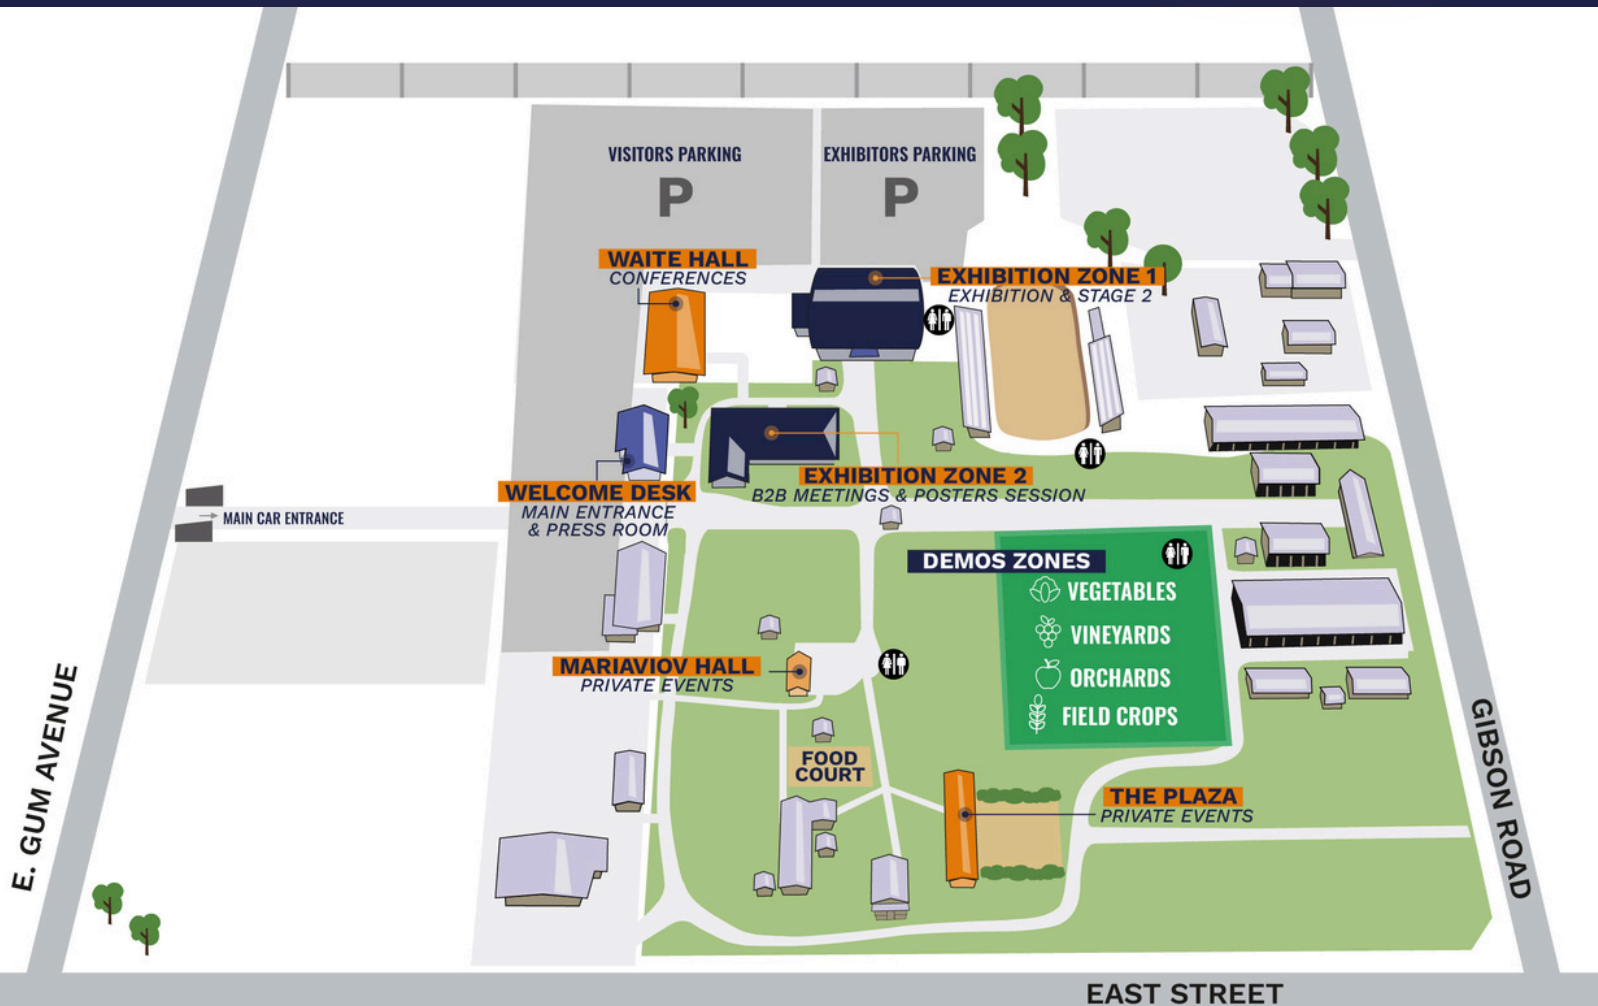 VISITORS PARKING
P
EXHIBITORS PARKING
P
WAITE HALL
CONFERENCES
EXHIBITION ZONE 1
EXHIBITION & STAGE 2
EXHIBITION ZONE 2
B2B MEETINGS & POSTERS SESSION
WELCOME DESK
MAIN ENTRANCE
& PRESS ROOM
MAIN CAR ENTRANCE
DEMOS ZONES
VEGETABLES
VINEYARDS
ORCHARDS
FIELD CROPS
MARIAVIOV HALL
PRIVATE EVENTS
FOOD
COURT
THE PLAZA
PRIVATE EVENTS
E. GUM AVENUE
GIBSON ROAD
EAST STREET